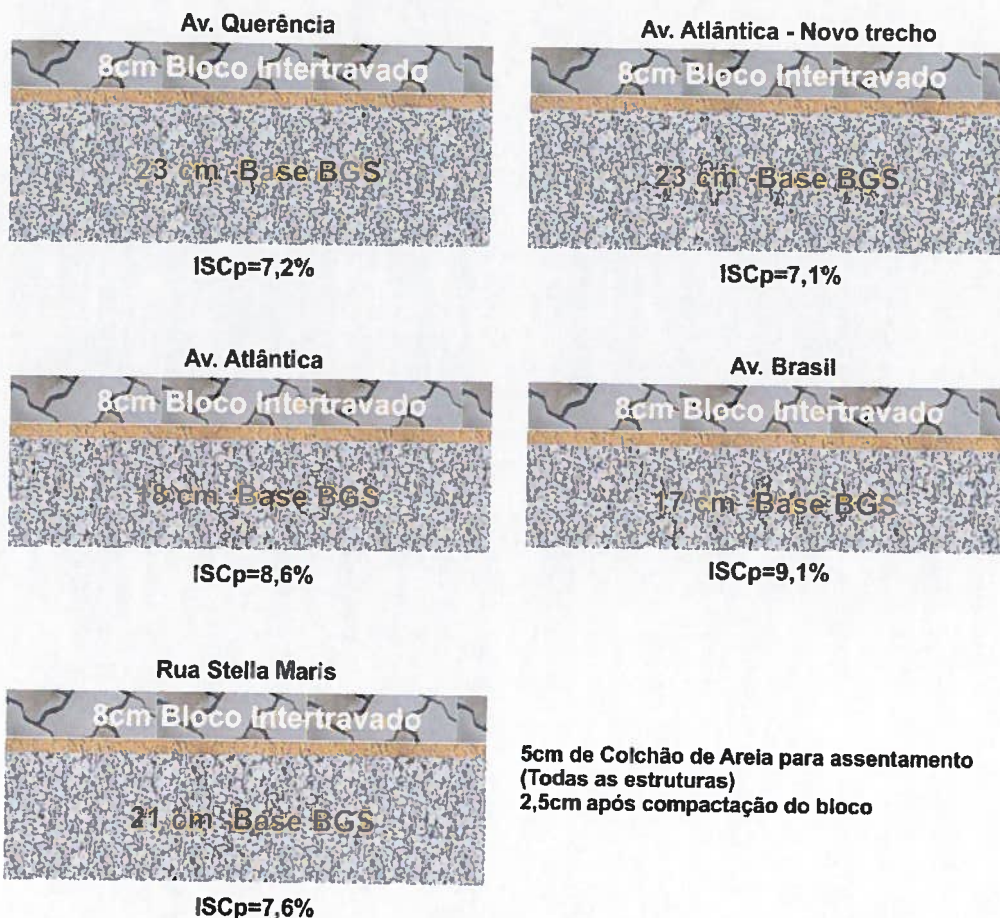 Av. Querência
8cm Bloco Intertravado
23 cm -Base BGS
ISCp=7,2%
Av. Atlântica - Novo trecho
8cm Bloco Intertravado
23 cm -Base BGS
ISCp=7,1%
Av. Atlântica
8cm Bloco Intertravado
18 cm -Base BGS
ISCp=8,6%
Av. Brasil
8cm Bloco Intertravado
17 cm -Base BGS
ISCp=9,1%
Rua Stella Maris
8cm Bloco Intertravado
21 cm -Base BGS
ISCp=7,6%
5cm de Colchão de Areia para assentamento
(Todas as estruturas)
2,5cm após compactação do bloco